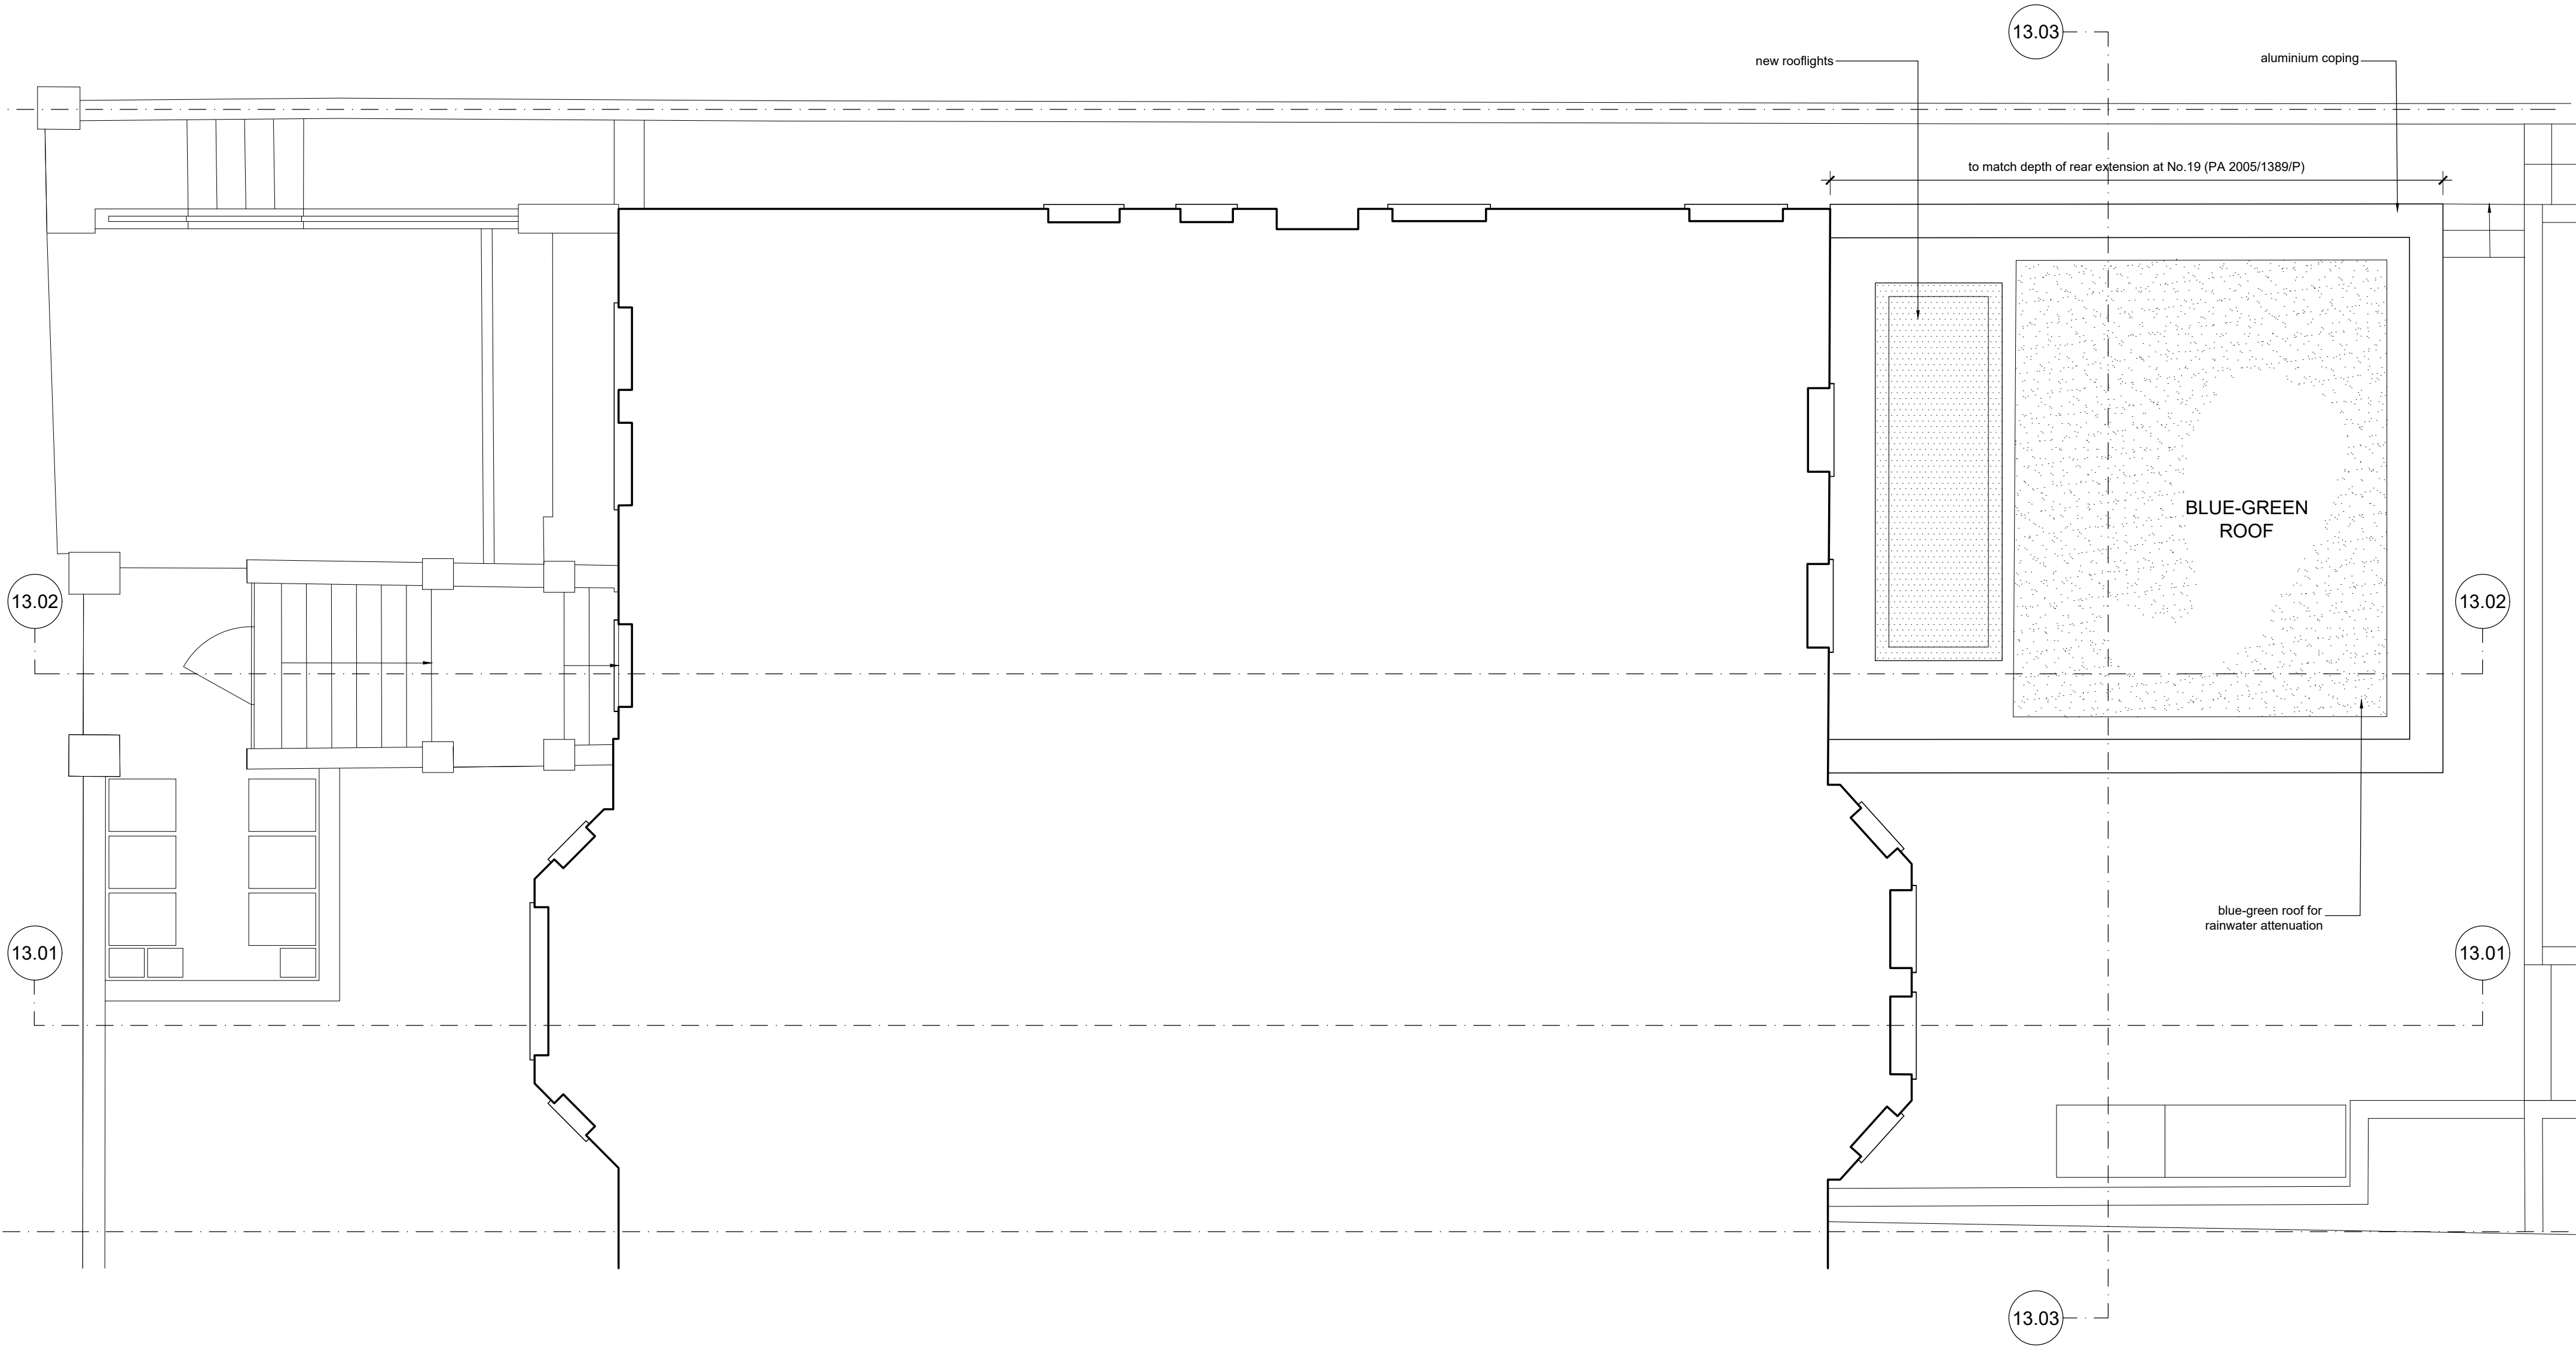 13.03
new rooflights
aluminium coping
to match depth of rear extension at No.19 (PA 2005/1389/P)
BLUE-GREEN
ROOF
13.02
13.02
blue-green roof for
rainwater attenuation
13.01
13.01
13.03